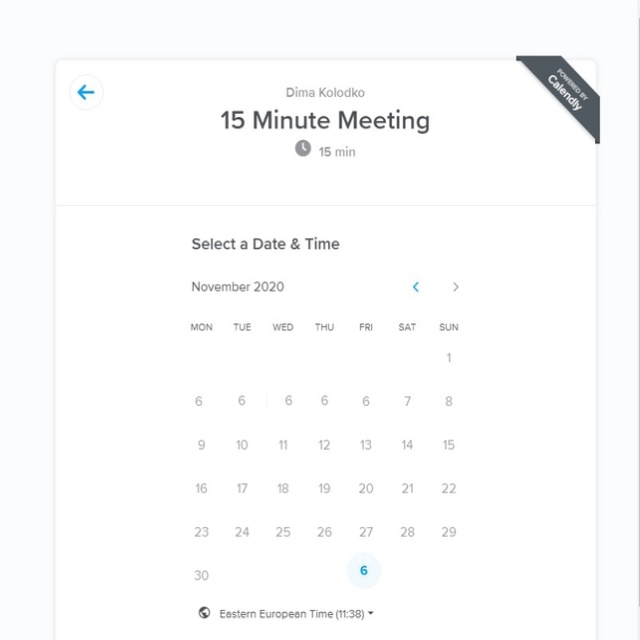 POWERED BY
Calendly
Dima Kolodko
15 Minute Meeting
15 min
Select a Date & Time
November 2020
MON TUE WED THU FRI SAT SUN
1
6 6 6 6 6 7 8
9 10 11 12 13 14 15
16 17 18 19 20 21 22
23 24 25 26 27 28 29
30 6
Eastern European Time (11:38)